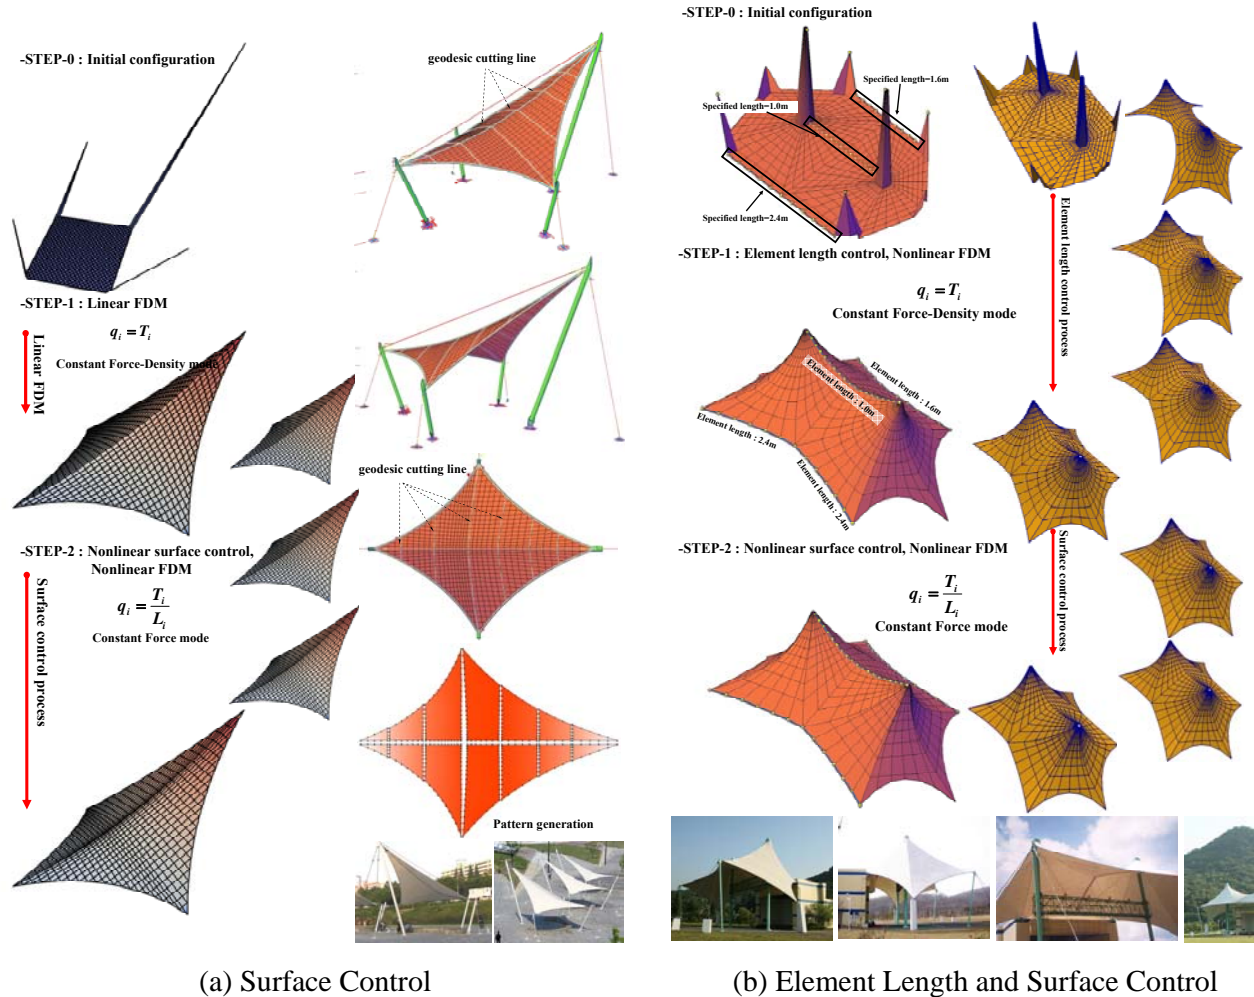 -STEP-0 : Initial configuration
geodesic cutting line
-STEP-1 : Linear FDM
q_i = T_i
Constant Force-Density mode
Linear FDM
geodesic cutting line
-STEP-2 : Nonlinear surface control,
Nonlinear FDM
q_i = T_i / L_i
Constant Force mode
Surface control process
Pattern generation
(a) Surface Control
-STEP-0 : Initial configuration
Specified length=1.6m
Specified length=1.0m
Specified length=2.4m
Element length control process
-STEP-1 : Element length control, Nonlinear FDM
q_i = T_i
Constant Force-Density mode
Element length : 1.0m
Element length : 1.6m
Element length : 2.4m
Element length : 2.4m
-STEP-2 : Nonlinear surface control, Nonlinear FDM
q_i = T_i / L_i
Constant Force mode
Surface control process
(b) Element Length and Surface Control